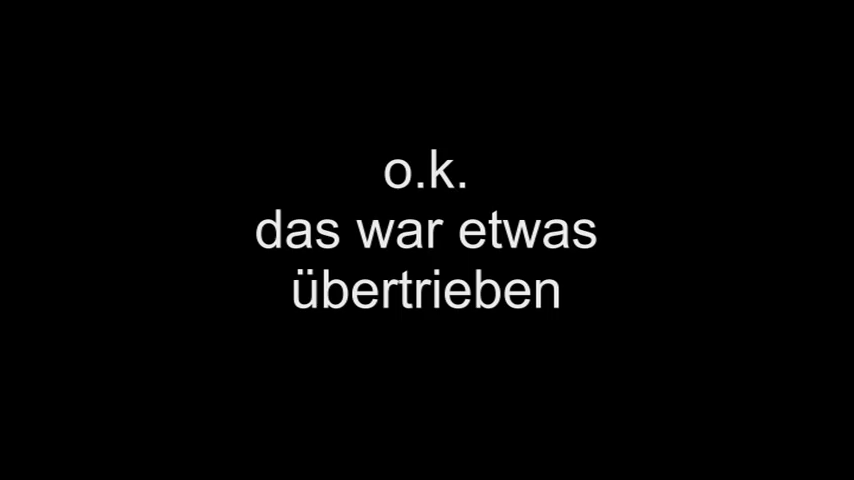 o.k.
das war etwas
übertrieben